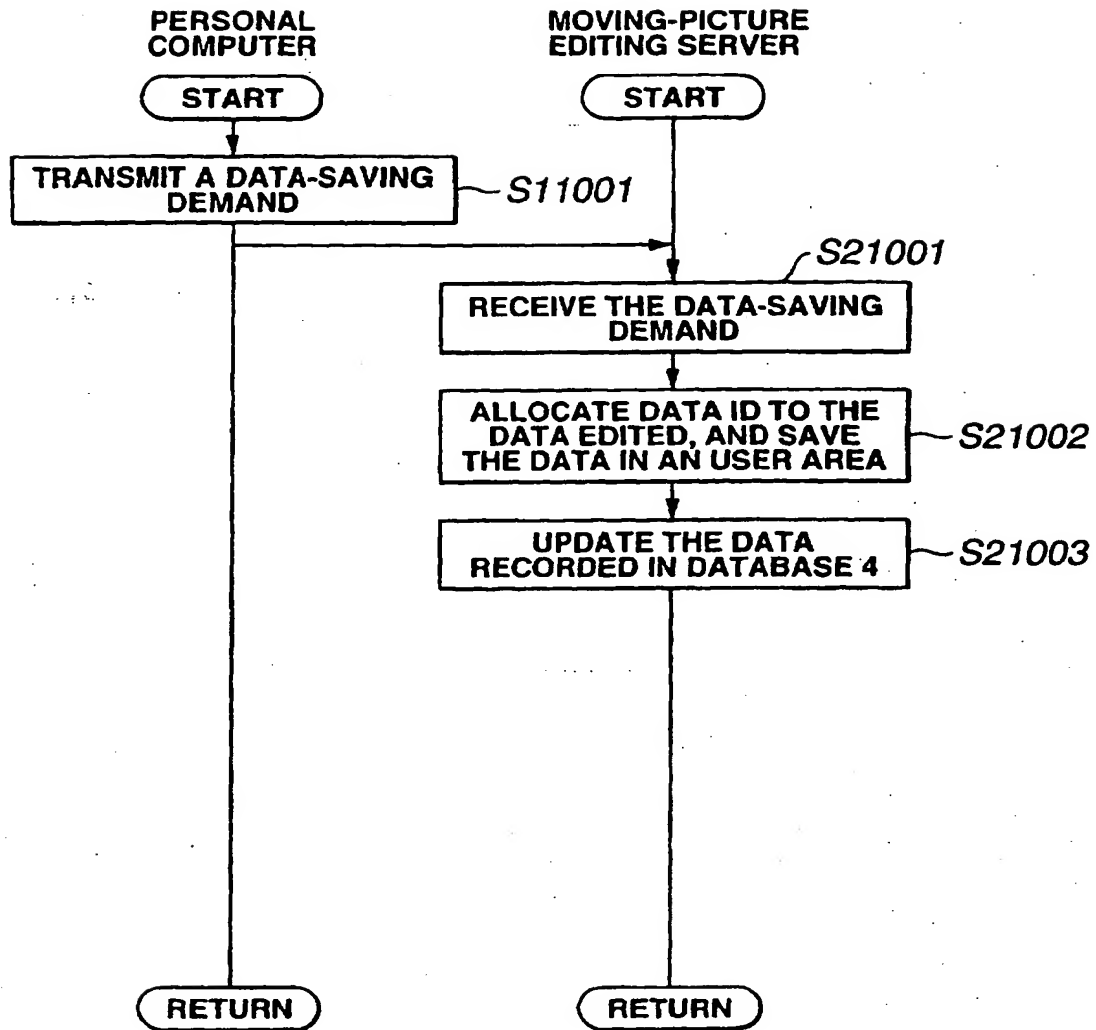 PERSONAL
COMPUTER
MOVING-PICTURE
EDITING SERVER
START
START
TRANSMIT A DATA-SAVING
DEMAND
S11001
S21001
RECEIVE THE DATA-SAVING
DEMAND
ALLOCATE DATA ID TO THE
DATA EDITED, AND SAVE
THE DATA IN AN USER AREA
S21002
UPDATE THE DATA
RECORDED IN DATABASE 4
S21003
RETURN
RETURN